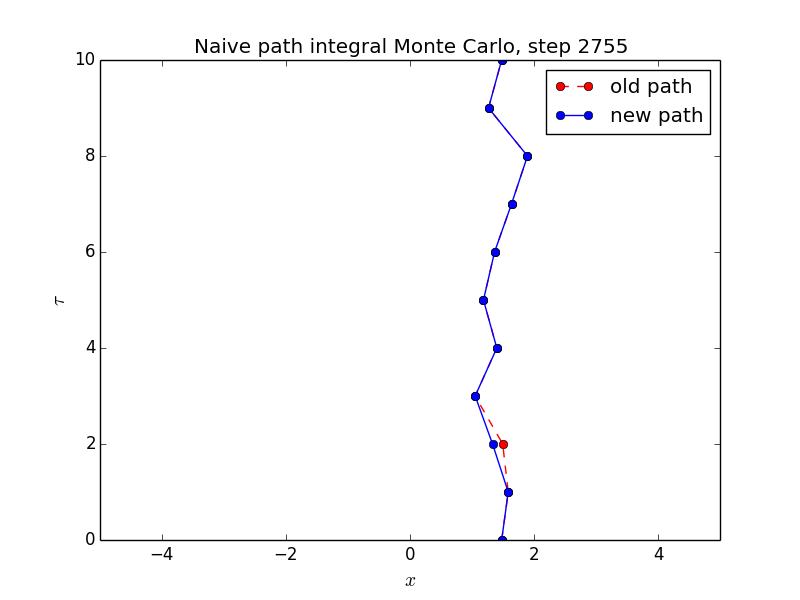 Naive path integral Monte Carlo, step 2755
10
8
6
4
2
0
τ
old path
new path
−4 −2 0 2 4
x